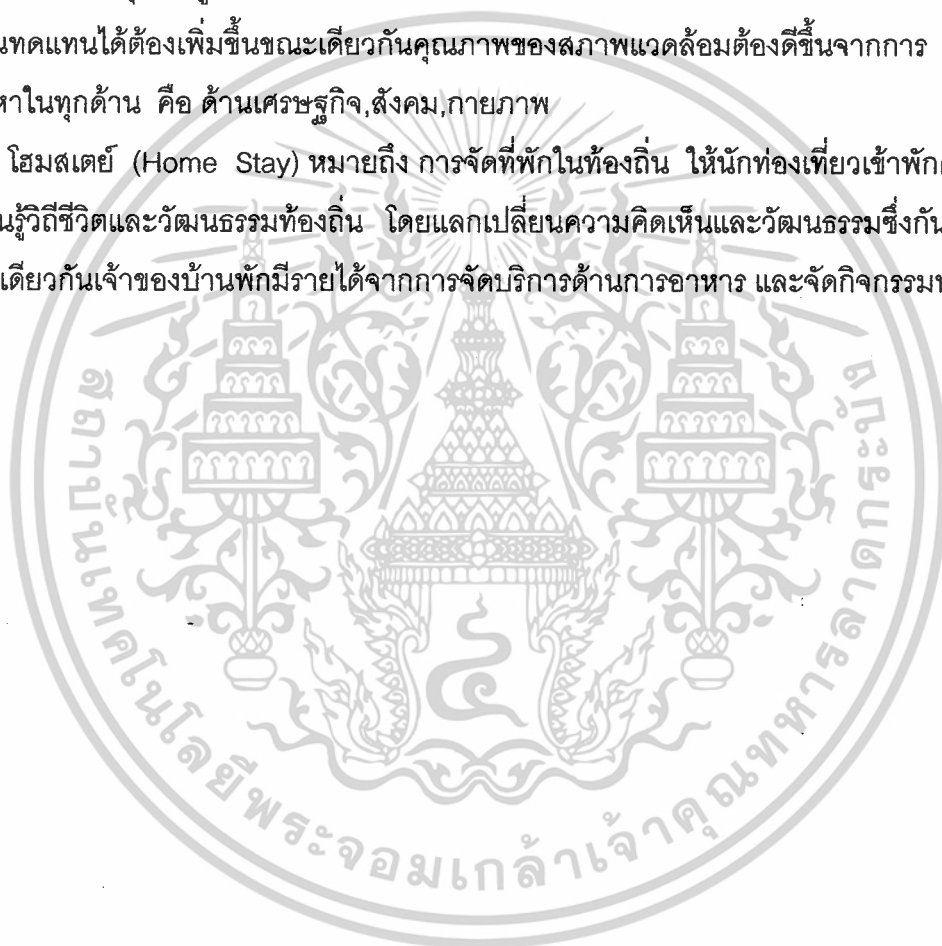 นทดแทนได้ต้องเพิ่มขึ้นขณะเดียวกันคุณภาพของสภาพแวดล้อมต้องดีขึ้นจากการ
หาในทุกด้าน คือ ด้านเศรษฐกิจ,สังคม,กายภาพ
โฮมสเตย์ (Home Stay) หมายถึง การจัดที่พักในท้องถิ่น ให้นักท่องเที่ยวเข้าพัก
นรู้วิถีชีวิตและวัฒนธรรมท้องถิ่น โดยแลกเปลี่ยนความคิดเห็นและวัฒนธรรมซึ่งกัน
เดียวกันเจ้าของบ้านพักมีรายได้จากการจัดบริการด้านการอาหาร และจัดกิจกรรม
สถาบันเทคโนโลยีพระจอมเกล้าเจ้าคุณทหารลาดกระบัง
๔